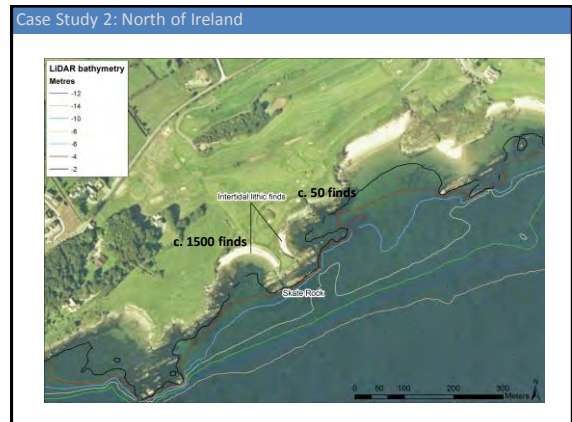 Case Study 2: North of Ireland
LiDAR bathymetry
Metres
-12
-14
-10
-8
-6
-4
-2
Intertidal lithic finds
c. 50 finds
c. 1500 finds
Skate Rock
N
0 50 100 200 300
Meters